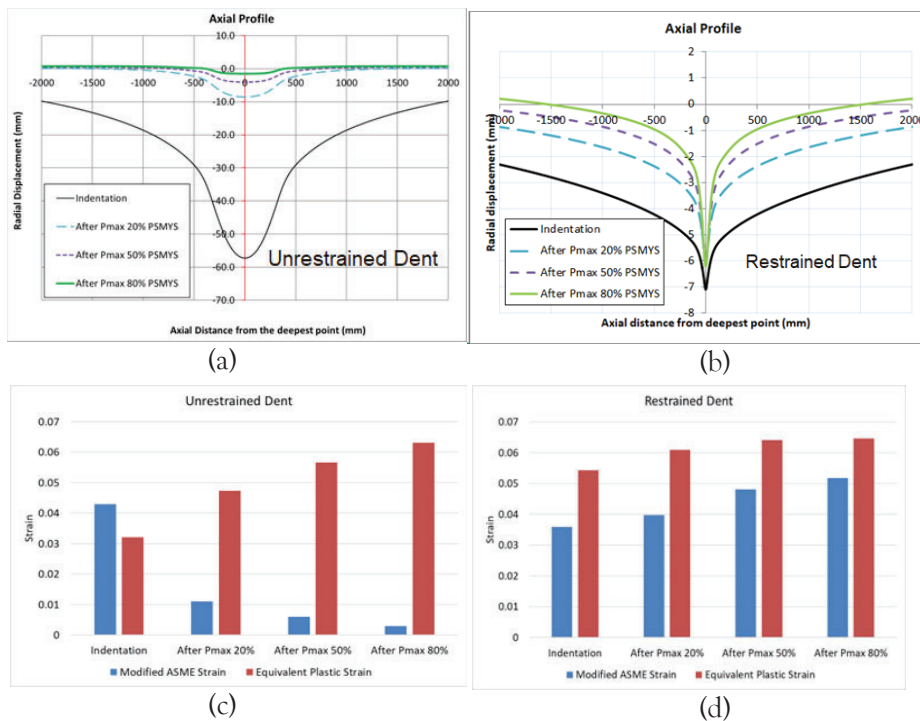 Axial Profile
10.0
-2000 -1500 -1000 -500 0 500 1000 1500 2000
0.0
-10.0
-20.0
-30.0
-40.0
-50.0
-60.0
-70.0
Radial Displacement (mm)
Indentation
After Pmax 20% PSMYS
After Pmax 50% PSMYS
After Pmax 80% PSMYS
Unrestrained Dent
Axial Distance from the deepest point (mm)
(a)
Axial Profile
2
1
0
-2000 -1500 -1000 -500 0 500 1000 1500 2000
-1
-2
-3
-4
-5
-6
-7
-8
Radial displacement (mm)
Indentation
After Pmax 20% PSMYS
After Pmax 50% PSMYS
After Pmax 80% PSMYS
Restrained Dent
Axial distance from deepest point (mm)
(b)
Unrestrained Dent
0.07
0.06
0.05
0.04
0.03
0.02
0.01
0
Strain
Indentation After Pmax 20% After Pmax 50% After Pmax 80%
Modified ASME Strain Equivalent Plastic Strain
(c)
Restrained Dent
0.07
0.06
0.05
0.04
0.03
0.02
0.01
0
Strain
Indentation After Pmax 20% After Pmax 50% After Pmax 80%
Modified ASME Strain Equivalent Plastic Strain
(d)